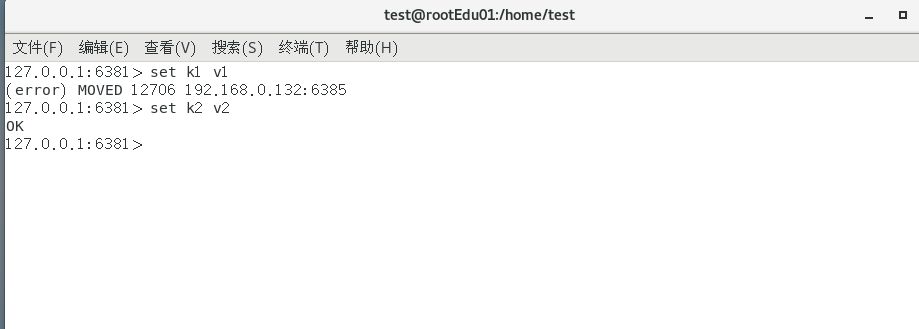 test@rootEdu01:/home/test
文件(F) 编辑(E) 查看(V) 搜索(S) 终端(T) 帮助(H)
127.0.0.1:6381> set k1 v1
(error) MOVED 12706 192.168.0.132:6385
127.0.0.1:6381> set k2 v2
OK
127.0.0.1:6381>